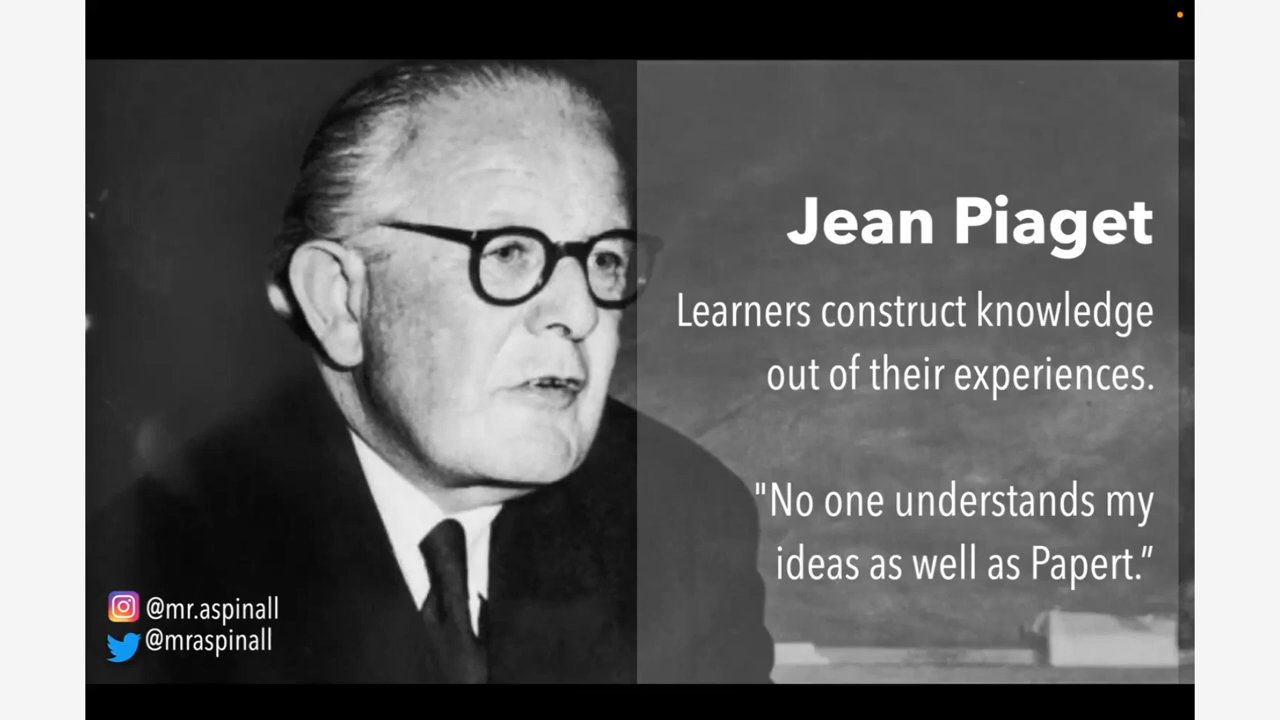 Jean Piaget
Learners construct knowledge
out of their experiences.
"No one understands my
ideas as well as Papert.”
@mr.aspinall
@mraspinall